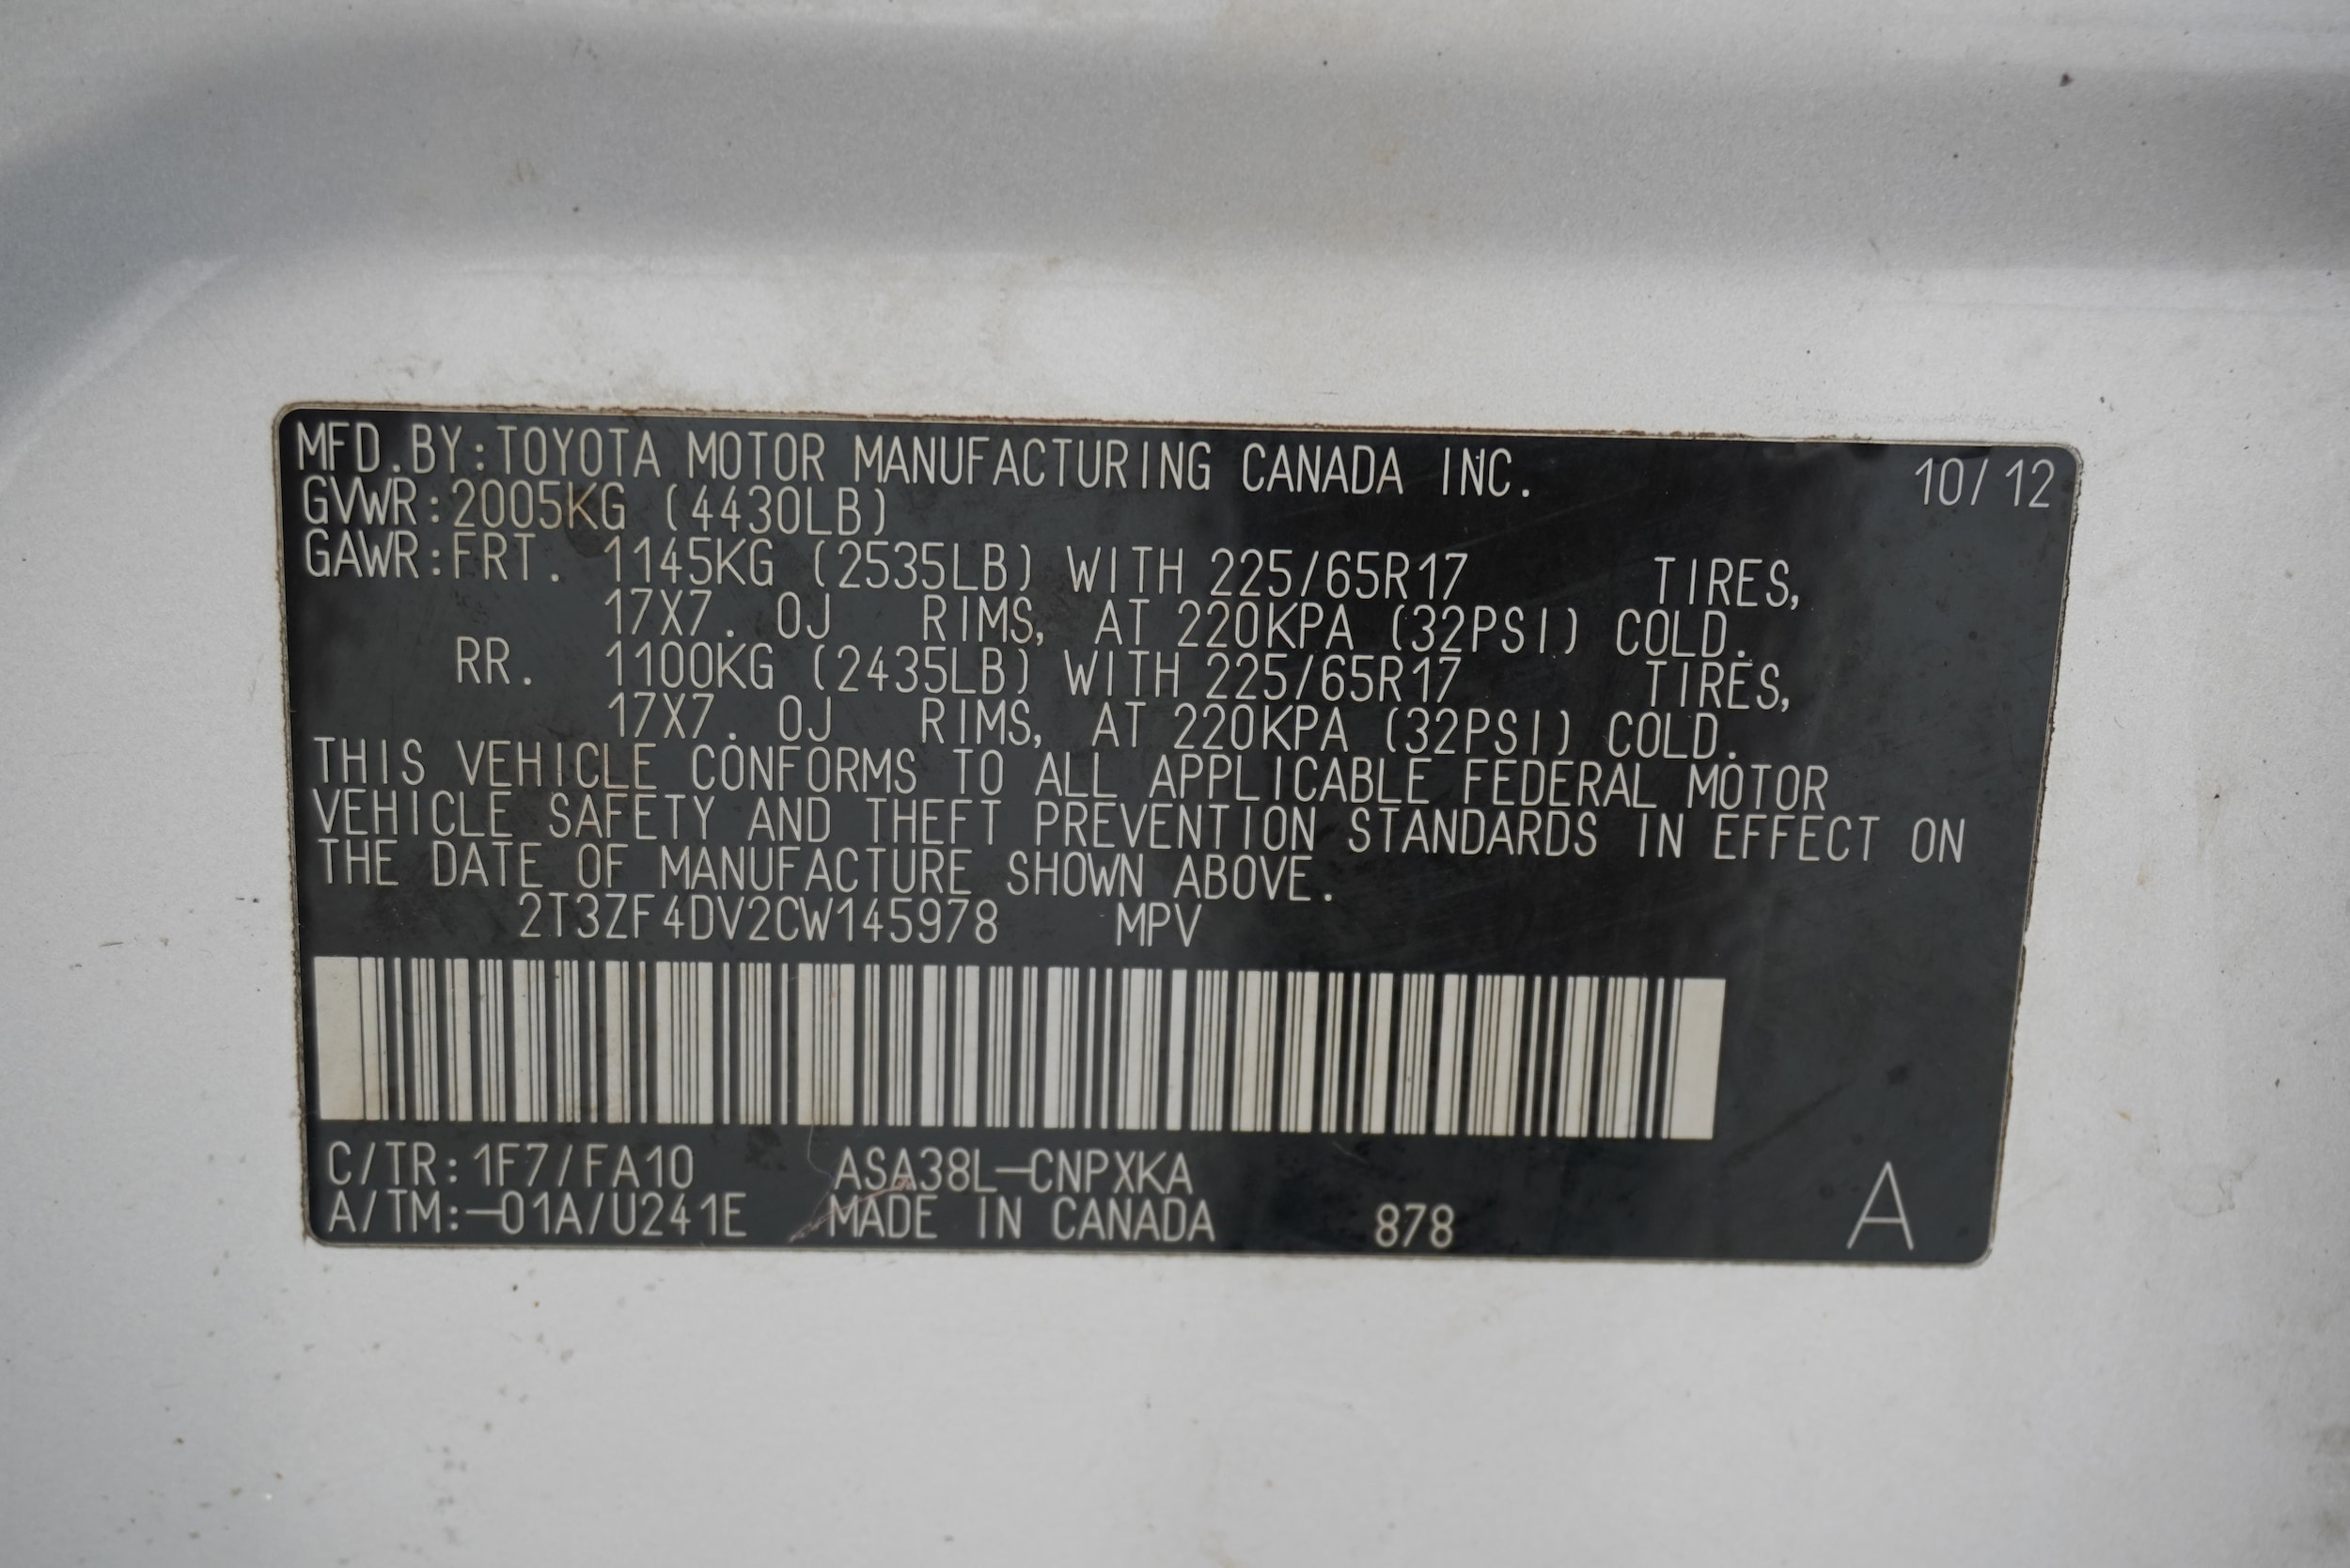 MFD.BY:TOYOTA MOTOR MANUFACTURING CANADA INC. 10/12
GVWR:2005KG (4430LB)
GAWR:FRT. 1145KG (2535LB) WITH 225/65R17 TIRES,
17X7. 0J RIMS, AT 220KPA (32PSI) COLD.
RR. 1100KG (2435LB) WITH 225/65R17 TIRES,
17X7. 0J RIMS, AT 220KPA (32PSI) COLD.
THIS VEHICLE CONFORMS TO ALL APPLICABLE FEDERAL MOTOR
VEHICLE SAFETY AND THEFT PREVENTION STANDARDS IN EFFECT ON
THE DATE OF MANUFACTURE SHOWN ABOVE.
2T3ZF4DV2CW145978 MPV
C/TR:1F7/FA10 ASA38L-CNPXKA
A/TM:-01A/U241E MADE IN CANADA 878 A